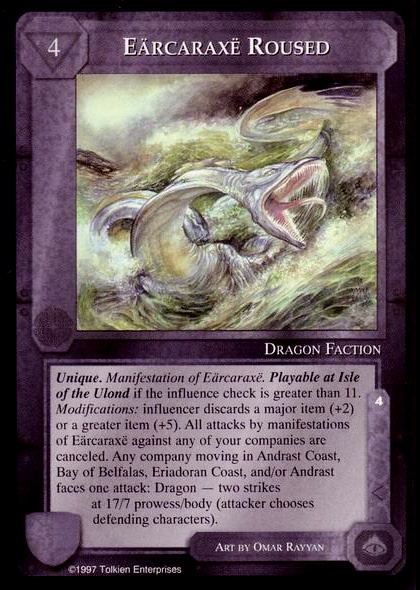 4
EÄRCARAXË ROUSED
DRAGON FACTION
Unique. Manifestation of Eärcaraxë. Playable at Isle
of the Ulond if the influence check is greater than 11.
Modifications: influencer discards a major item (+2)
or a greater item (+5). All attacks by manifestations
of Eärcaraxë against any of your companies are
canceled. Any company moving in Andrast Coast,
Bay of Belfalas, Eriadoran Coast, and/or Andrast
faces one attack: Dragon — two strikes
at 17/7 prowess/body (attacker chooses
defending characters).
4
ART BY OMAR RAYYAN
©1997 Tolkien Enterprises